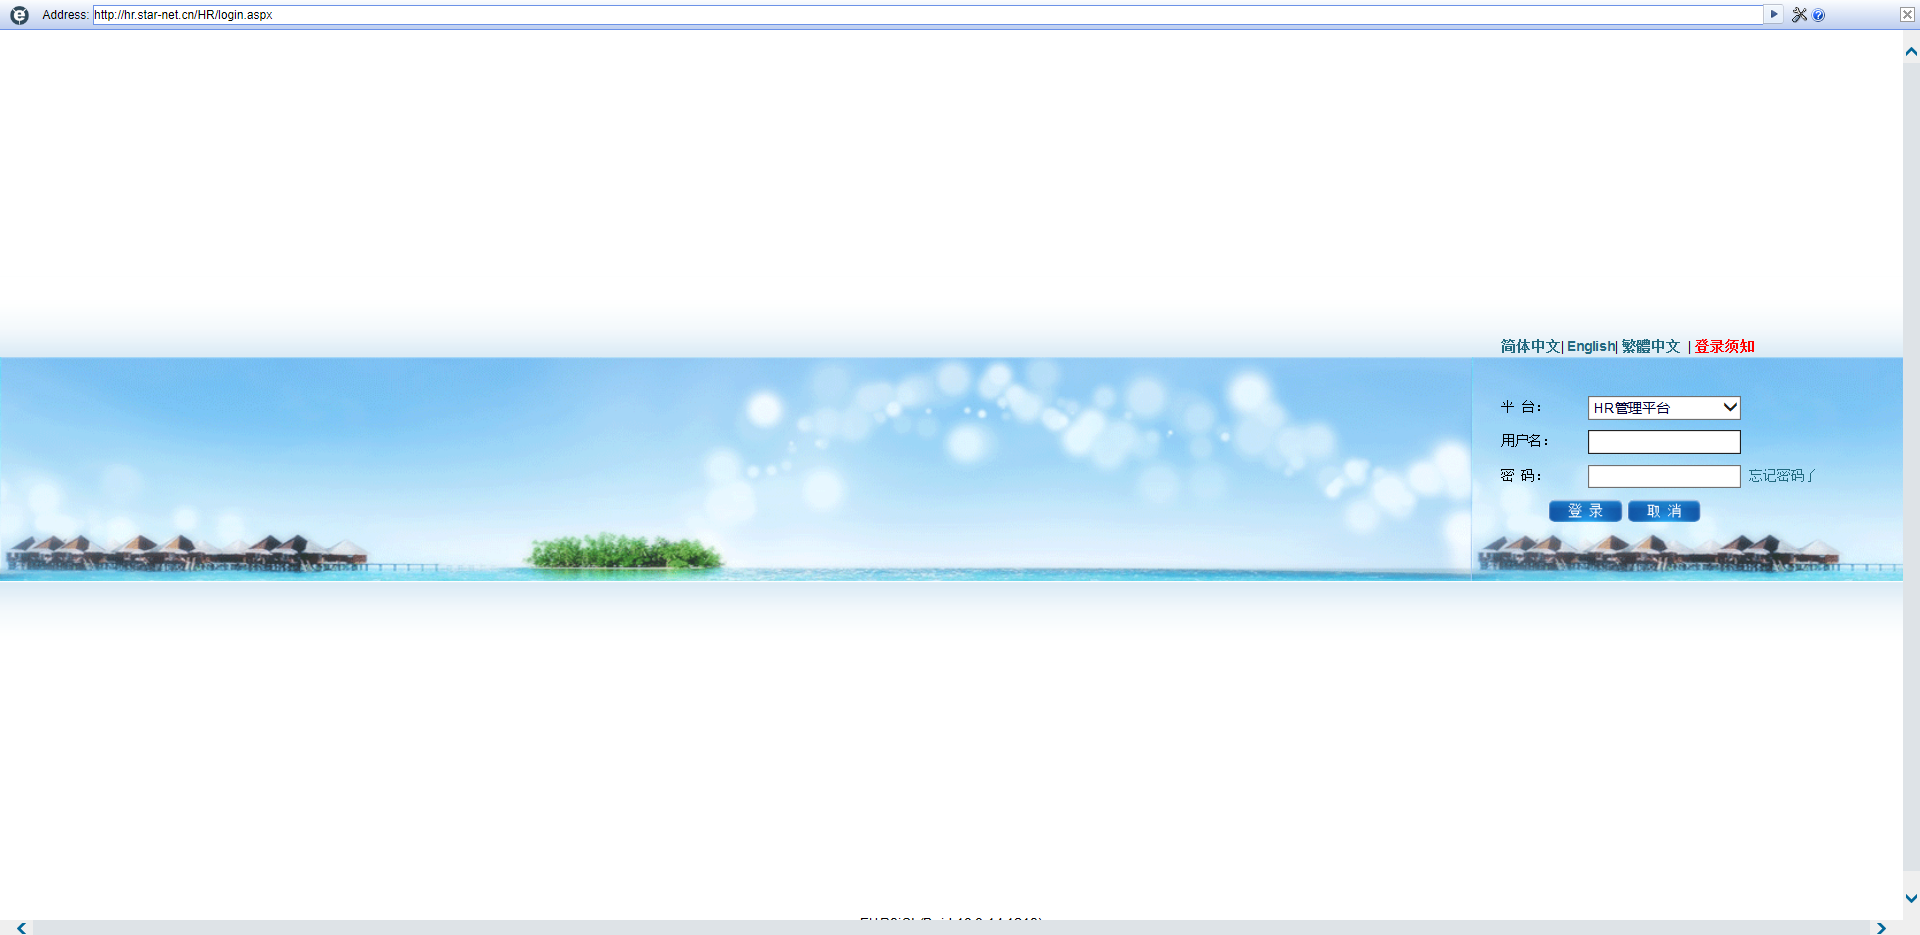 Address: http://hr.star-net.cn/HR/login.aspx
简体中文| English| 繁體中文 | 登录须知
平 台： HR管理平台
用户名：
密 码： 忘记密码了
登 录 取 消